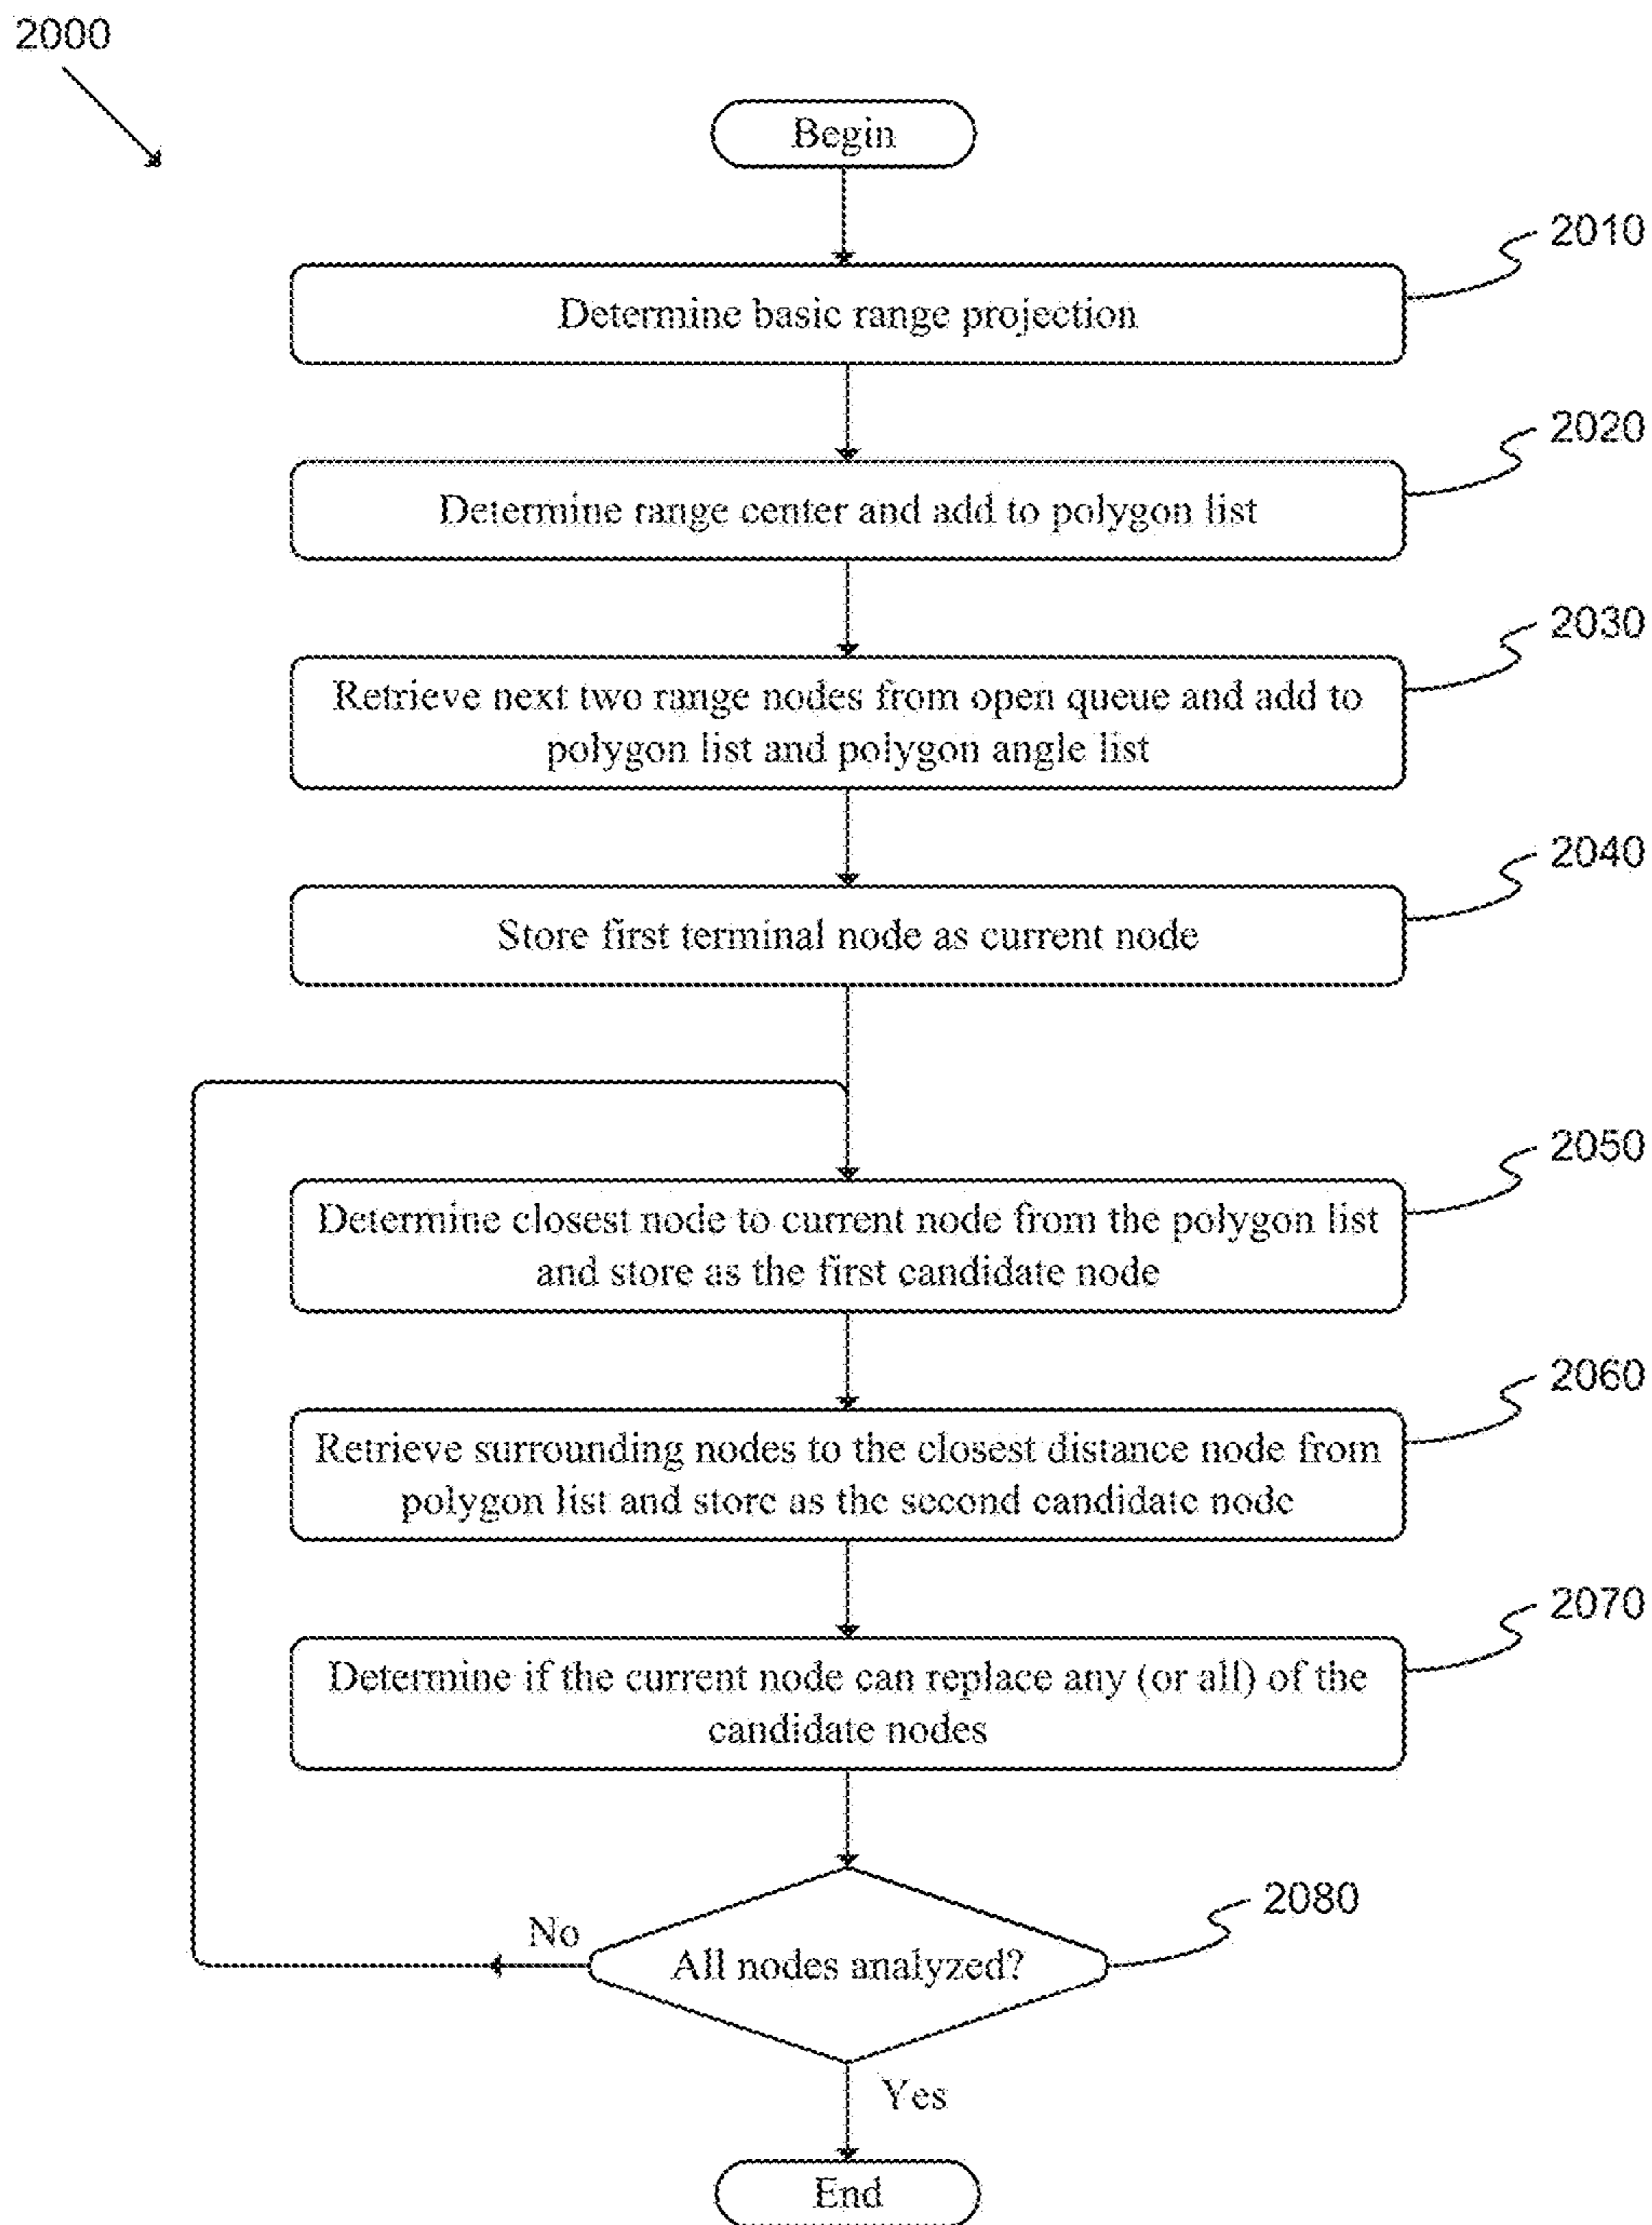 2000
Begin
2010
Determine basic range projection
2020
Determine range center and add to polygon list
2030
Retrieve next two range nodes from open queue and add to
polygon list and polygon angle list
2040
Store first terminal node as current node
2050
Determine closest node to current node from the polygon list
and store as the first candidate node
2060
Retrieve surrounding nodes to the closest distance node from
polygon list and store as the second candidate node
2070
Determine if the current node can replace any (or all) of the
candidate nodes
2080
No
All nodes analyzed?
Yes
End